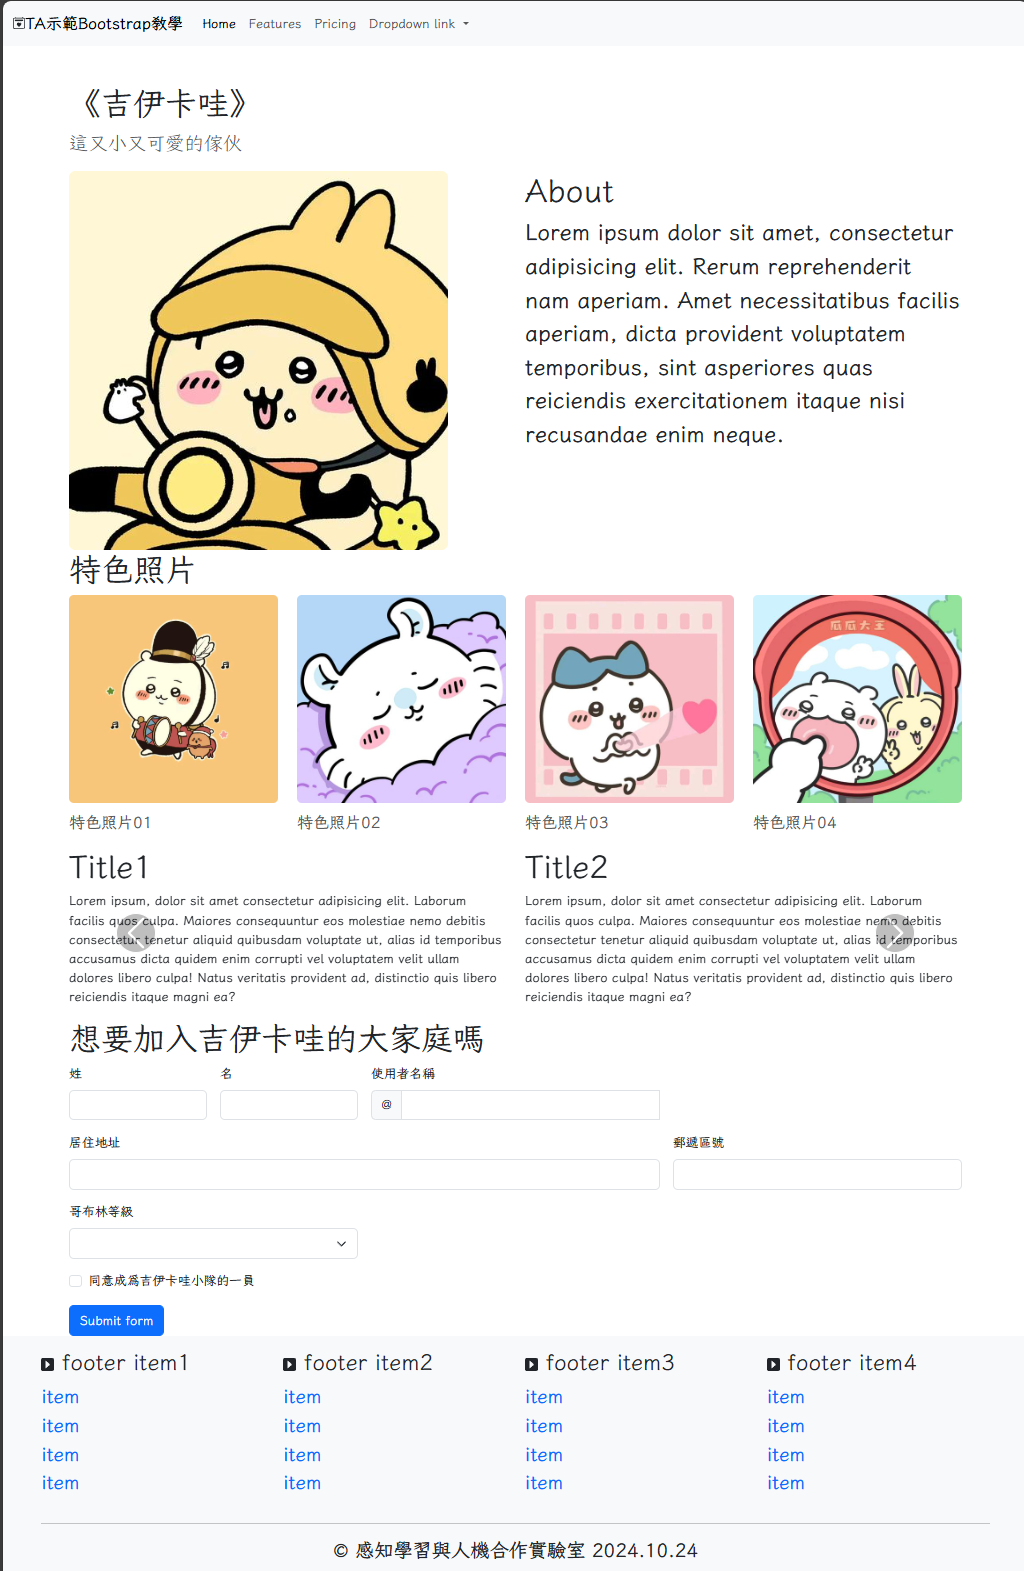 TA示範Bootstrap教學 Home Features Pricing Dropdown link
《吉伊卡哇》
這又小又可愛的傢伙
About
Lorem ipsum dolor sit amet, consectetur
adipisicing elit. Rerum reprehenderit
nam aperiam. Amet necessitatibus facilis
aperiam, dicta provident voluptatem
temporibus, sint asperiores quas
reiciendis exercitationem itaque nisi
recusandae enim neque.
特色照片
特色照片01 特色照片02 特色照片03 特色照片04
Title1
Lorem ipsum, dolor sit amet consectetur adipisicing elit. Laborum
facilis quos culpa. Maiores consequuntur eos molestiae nemo debitis
consectetur tenetur aliquid quibusdam voluptate ut, alias id temporibus
accusamus dicta quidem enim corrupti vel voluptatem velit ullam
dolores libero culpa! Natus veritatis provident ad, distinctio quis libero
reiciendis itaque magni ea?
Title2
Lorem ipsum, dolor sit amet consectetur adipisicing elit. Laborum
facilis quos culpa. Maiores consequuntur eos molestiae nemo debitis
consectetur tenetur aliquid quibusdam voluptate ut, alias id temporibus
accusamus dicta quidem enim corrupti vel voluptatem velit ullam
dolores libero culpa! Natus veritatis provident ad, distinctio quis libero
reiciendis itaque magni ea?
想要加入吉伊卡哇的大家庭嗎
姓 名 使用者名稱
@
居住地址 郵遞區號
哥布林等級
同意成為吉伊卡哇小隊的一員
Submit form
footer item1 footer item2 footer item3 footer item4
item item item item
item item item item
item item item item
item item item item
© 感知學習與人機合作實驗室 2024.10.24